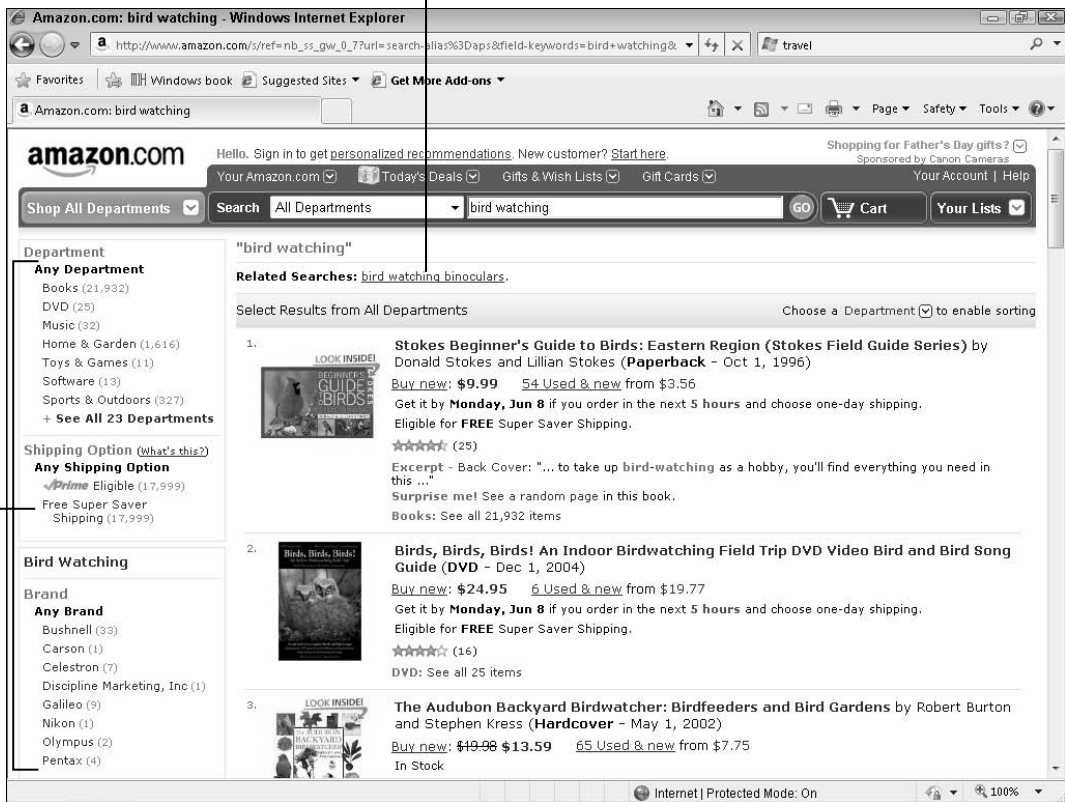 Amazon.com: bird watching - Windows Internet Explorer
http://www.amazon.com/s/ref=nb_ss_gw_0_7?url=search-alias%3Daps&field-keywords=bird+watching&
travel
Favorites
Windows book
Suggested Sites
Get More Add-ons
Amazon.com: bird watching
Page
Safety
Tools
amazon.com
Hello. Sign in to get personalized recommendations. New customer? Start here.
Shopping for Father's Day gifts?
Sponsored by Canon Cameras
Your Amazon.com
Today's Deals
Gifts & Wish Lists
Gift Cards
Your Account | Help
Shop All Departments
Search
All Departments
bird watching
GO
Cart
Your Lists
Department
Any Department
Books (21,932)
DVD (25)
Music (32)
Home & Garden (1,616)
Toys & Games (11)
Software (13)
Sports & Outdoors (327)
+ See All 23 Departments
Shipping Option (What's this?)
Any Shipping Option
Prime Eligible (17,999)
Free Super Saver
Shipping (17,999)
Bird Watching
Brand
Any Brand
Bushnell (33)
Carson (1)
Celestron (7)
Discipline Marketing, Inc (1)
Galileo (9)
Nikon (1)
Olympus (2)
Pentax (4)
"bird watching"
Related Searches: bird watching binoculars.
Select Results from All Departments
Choose a Department to enable sorting
1.
LOOK INSIDE!
BEGINNER'S
GUIDE
BIRDS
STOKES
Stokes Beginner's Guide to Birds: Eastern Region (Stokes Field Guide Series) by
Donald Stokes and Lillian Stokes (Paperback - Oct 1, 1996)
Buy new: $9.99 54 Used & new from $3.56
Get it by Monday, Jun 8 if you order in the next 5 hours and choose one-day shipping.
Eligible for FREE Super Saver Shipping.
(25)
Excerpt - Back Cover: "... to take up bird-watching as a hobby, you'll find everything you need in
this ..."
Surprise me! See a random page in this book.
Books: See all 21,932 items
2.
Birds, Birds, Birds!
Birds, Birds, Birds! An Indoor Birdwatching Field Trip DVD Video Bird and Bird Song
Guide (DVD - Dec 1, 2004)
Buy new: $24.95 6 Used & new from $19.77
Get it by Monday, Jun 8 if you order in the next 5 hours and choose one-day shipping.
Eligible for FREE Super Saver Shipping.
(16)
DVD: See all 25 items
3.
LOOK INSIDE!
BACKYARD
The Audubon Backyard Birdwatcher: Birdfeeders and Bird Gardens by Robert Burton
and Stephen Kress (Hardcover - May 1, 2002)
Buy new: $19.98 $13.59 65 Used & new from $7.75
In Stock
Internet | Protected Mode: On
100%